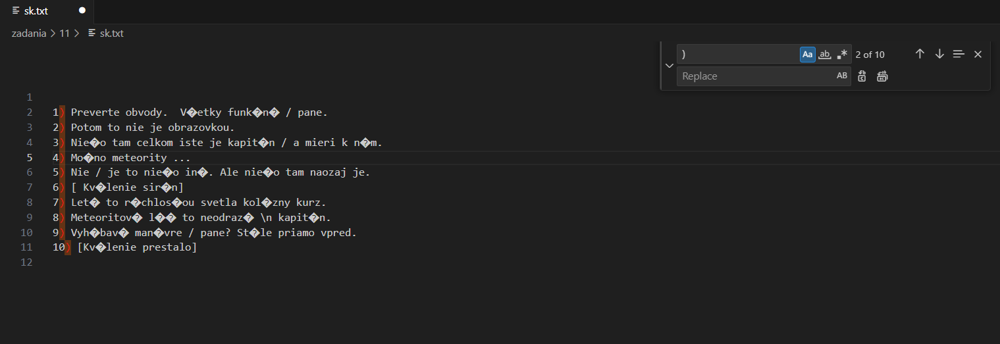 sk.txt
zadania > 11 > sk.txt
) Aa ab 2 of 10
Replace AB
1
2 1) Preverte obvody.  V�etky funk�n� / pane.
3 2) Potom to nie je obrazovkou.
4 3) Nie�o tam celkom iste je kapit�n / a mieri k n�m.
5 4) Mo�no meteority ...
6 5) Nie / je to nie�o in�. Ale nie�o tam naozaj je.
7 6) [ Kv�lenie sir�n]
8 7) Let� to r�chlos�ou svetla kol�zny kurz.
9 8) Meteoritov� l�� to neodraz� \n kapit�n.
10 9) Vyh�bav� man�vre / pane? St�le priamo vpred.
11 10) [Kv�lenie prestalo]
12